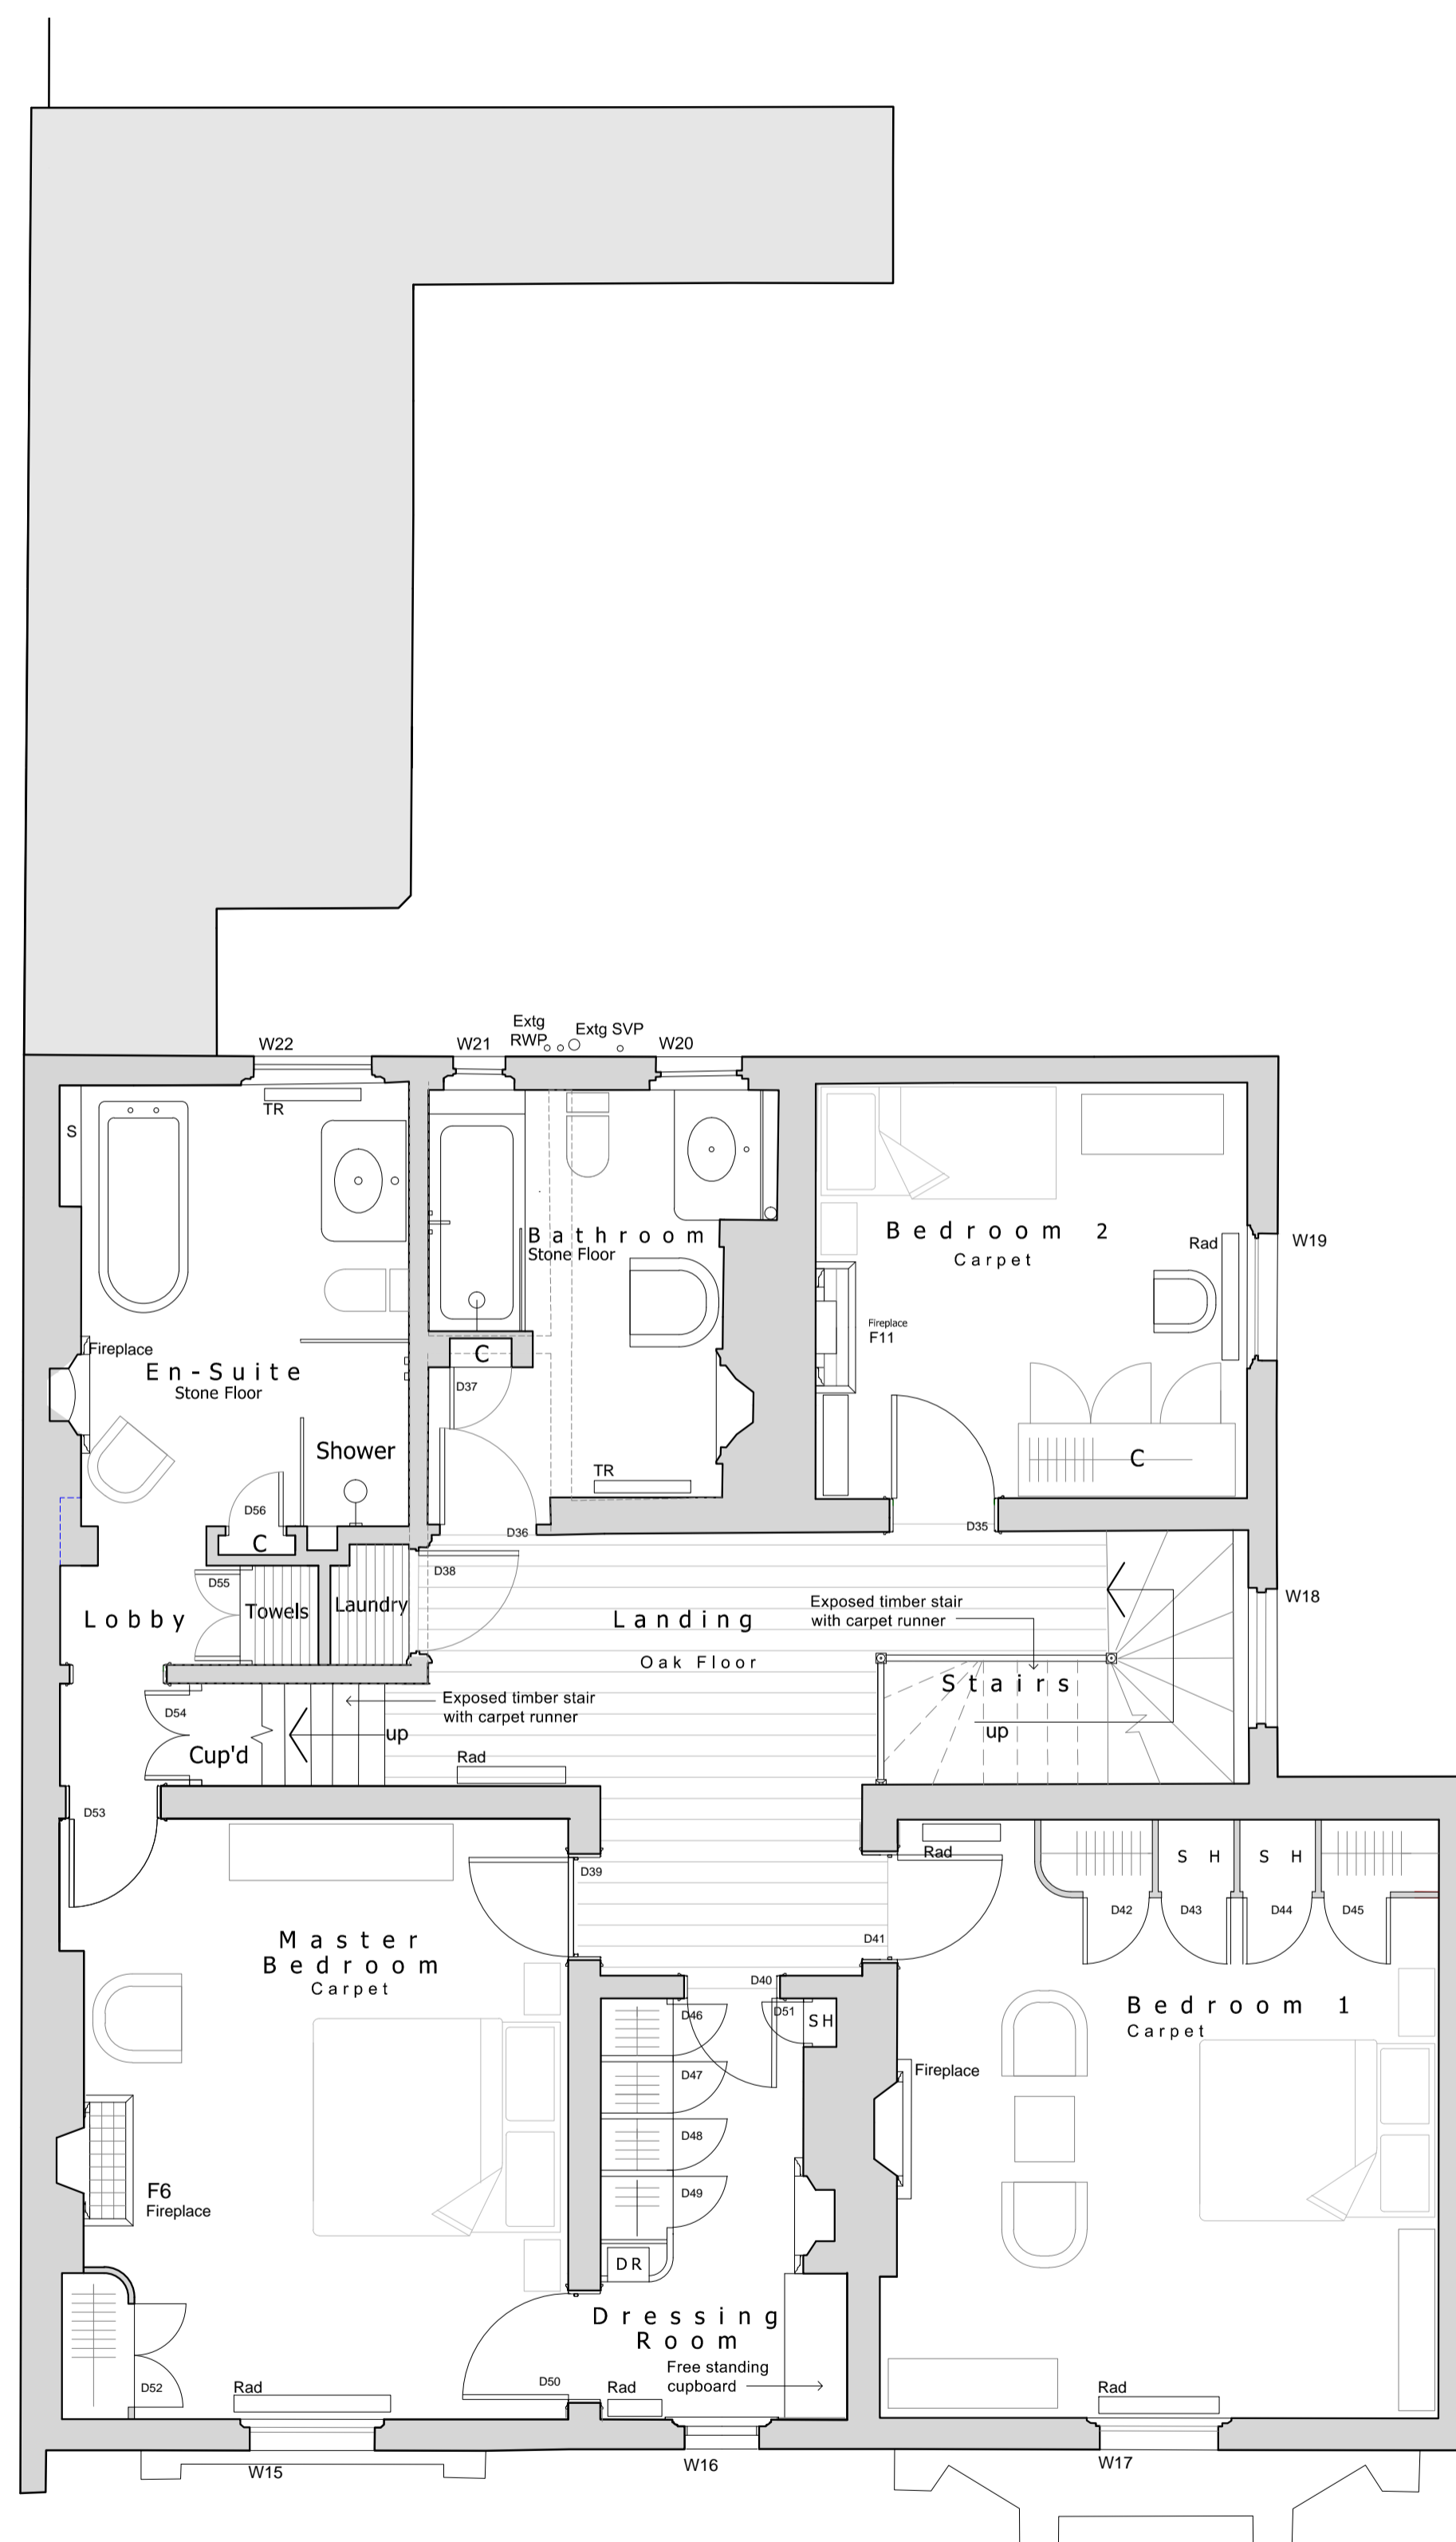 Extg
RWP
Extg SVP
W22
W21
W20
TR
S
Bathroom
Stone Floor
Bedroom 2
Carpet
Rad
W19
Fireplace
F11
Fireplace
En-Suite
Stone Floor
C
D37
Shower
TR
C
D56
D36
D35
C
D38
D55
Towels
Laundry
Lobby
Landing
Oak Floor
Exposed timber stair
with carpet runner
W18
Stairs
up
D54
Exposed timber stair
with carpet runner
up
Cup'd
Rad
D53
D39
Rad
S H
S H
D42
D43
D44
D45
D41
Master
Bedroom
Carpet
D40
D51
SH
D46
Bedroom 1
Carpet
Fireplace
D47
D48
D49
F6
Fireplace
DR
Dressing
Room
Free standing
cupboard
D52
Rad
D50
Rad
Rad
W15
W16
W17